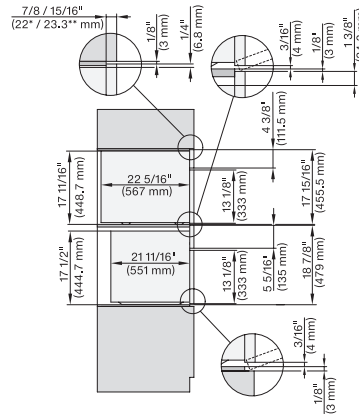 7/8 / 15/16"
(22* / 23.3** mm)
1/8"
(3 mm)
1/4"
(6.8 mm)
3/16"
(4 mm)
1/8"
(3 mm)
1 3/8"
4 3/8"
(111.5 mm)
17 11/16"
(448.7 mm)
22 5/16"
(567 mm)
13 1/8"
(333 mm)
17 15/16"
(455.5 mm)
17 1/2"
(444.7 mm)
21 11/16"
(551 mm)
13 1/8"
(333 mm)
5 5/16"
(135 mm)
18 7/8"
(479 mm)
3/16"
(4 mm)
1/8"
(3 mm)